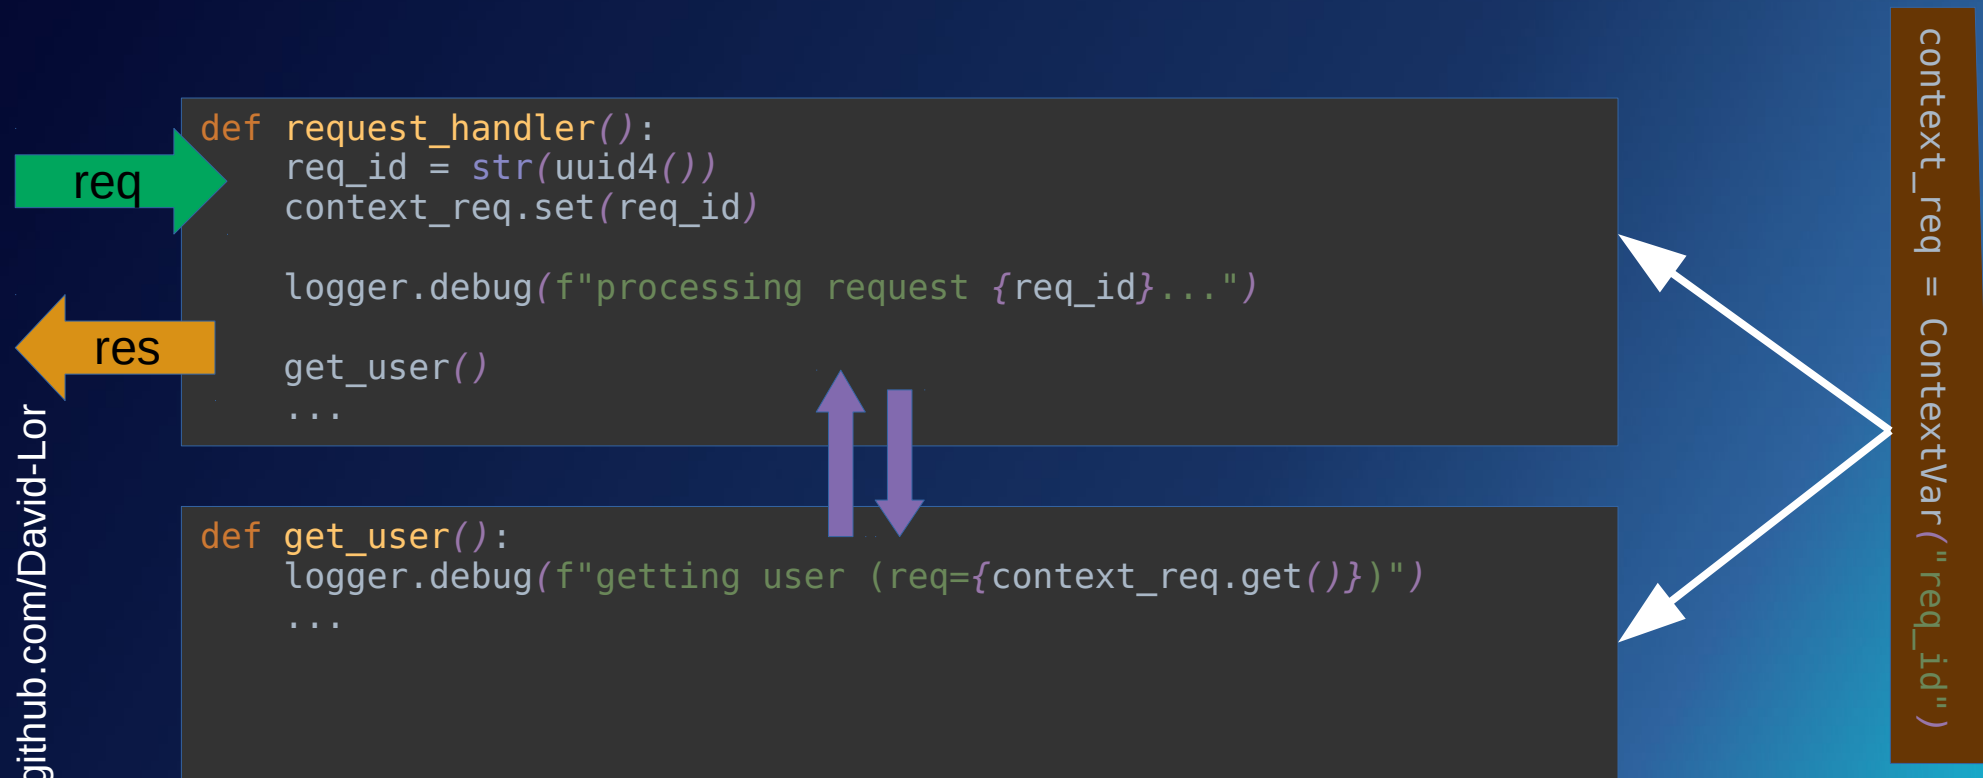 def request_handler():
    req_id = str(uuid4())
    context_req.set(req_id)
    logger.debug(f"processing request {req_id}...")
    get_user()
    ...
req
res
def get_user():
    logger.debug(f"getting user (req={context_req.get()})")
    ...
context_req = ContextVar("req_id")
github.com/David-Lor